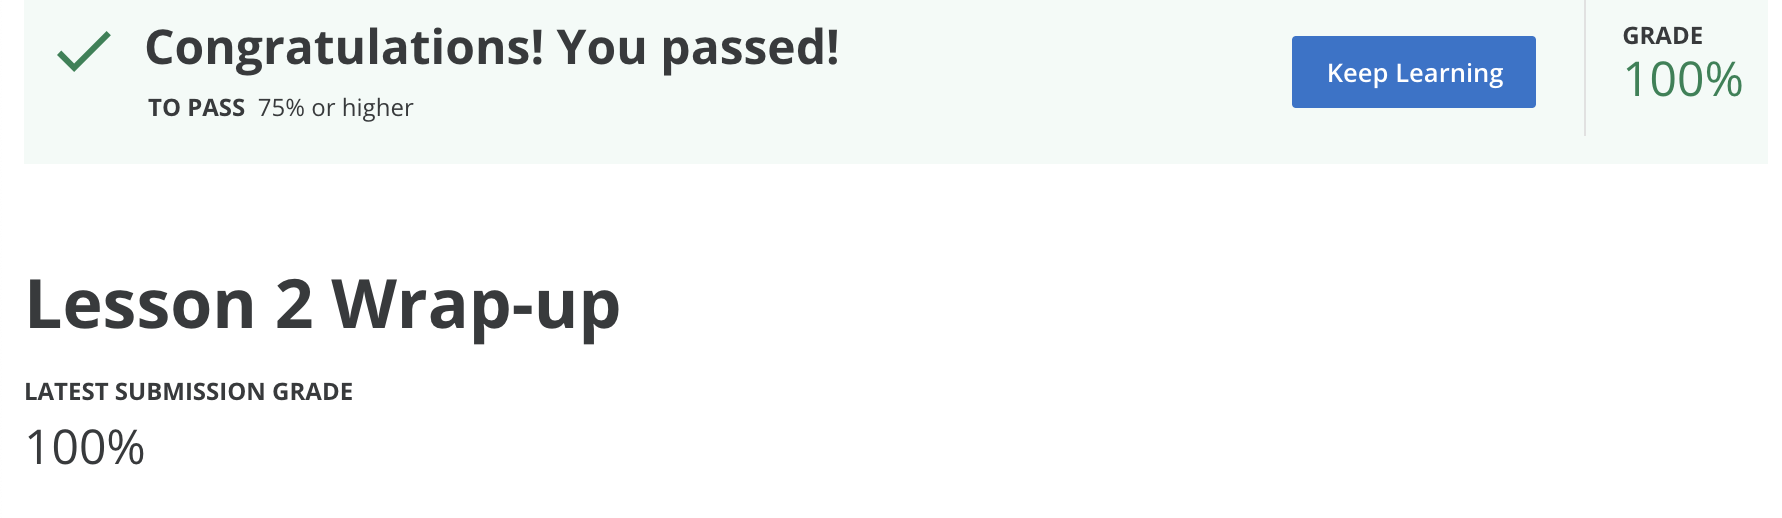 Congratulations! You passed!
TO PASS 75% or higher
Keep Learning
GRADE
100%
Lesson 2 Wrap-up
LATEST SUBMISSION GRADE
100%